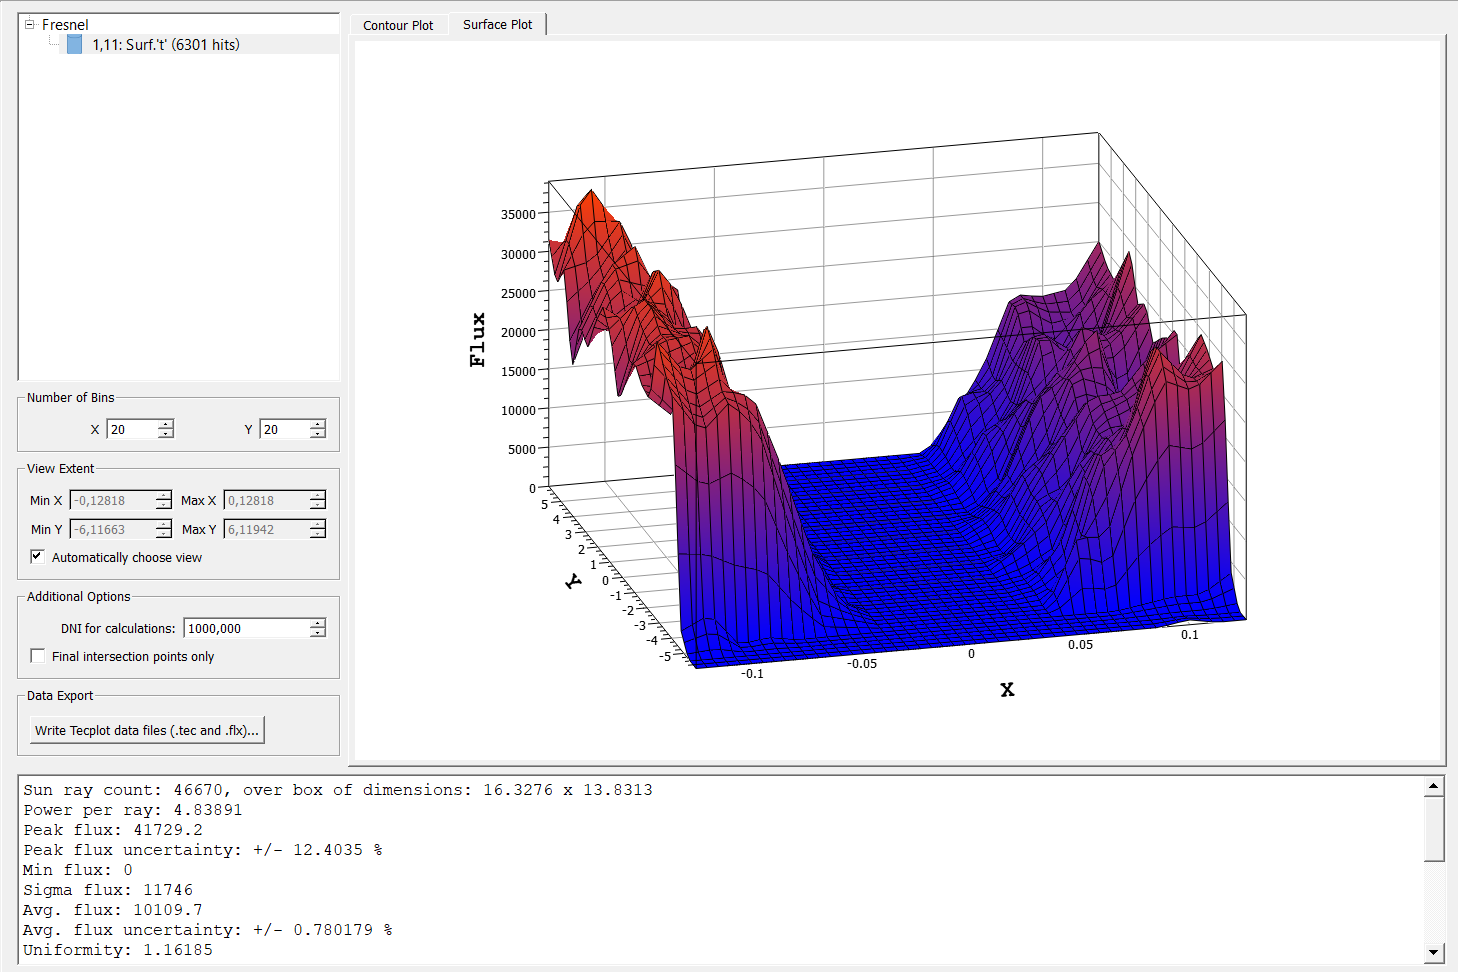 Fresnel
1,11: Surf.'t' (6301 hits)
Number of Bins
X 20 Y 20
View Extent
Min X -0,12818 Max X 0,12818
Min Y -6,11663 Max Y 6,11942
Automatically choose view
Additional Options
DNI for calculations: 1000,000
Final intersection points only
Data Export
Write Tecplot data files (.tec and .flx)...
Contour Plot Surface Plot
Flux
35000
30000
25000
20000
15000
10000
5000
0
Y
5
4
3
2
1
0
-1
-2
-3
-4
-5
-0.1 -0.05 0 0.05 0.1
X
Sun ray count: 46670, over box of dimensions: 16.3276 x 13.8313
Power per ray: 4.83891
Peak flux: 41729.2
Peak flux uncertainty: +/- 12.4035 %
Min flux: 0
Sigma flux: 11746
Avg. flux: 10109.7
Avg. flux uncertainty: +/- 0.780179 %
Uniformity: 1.16185